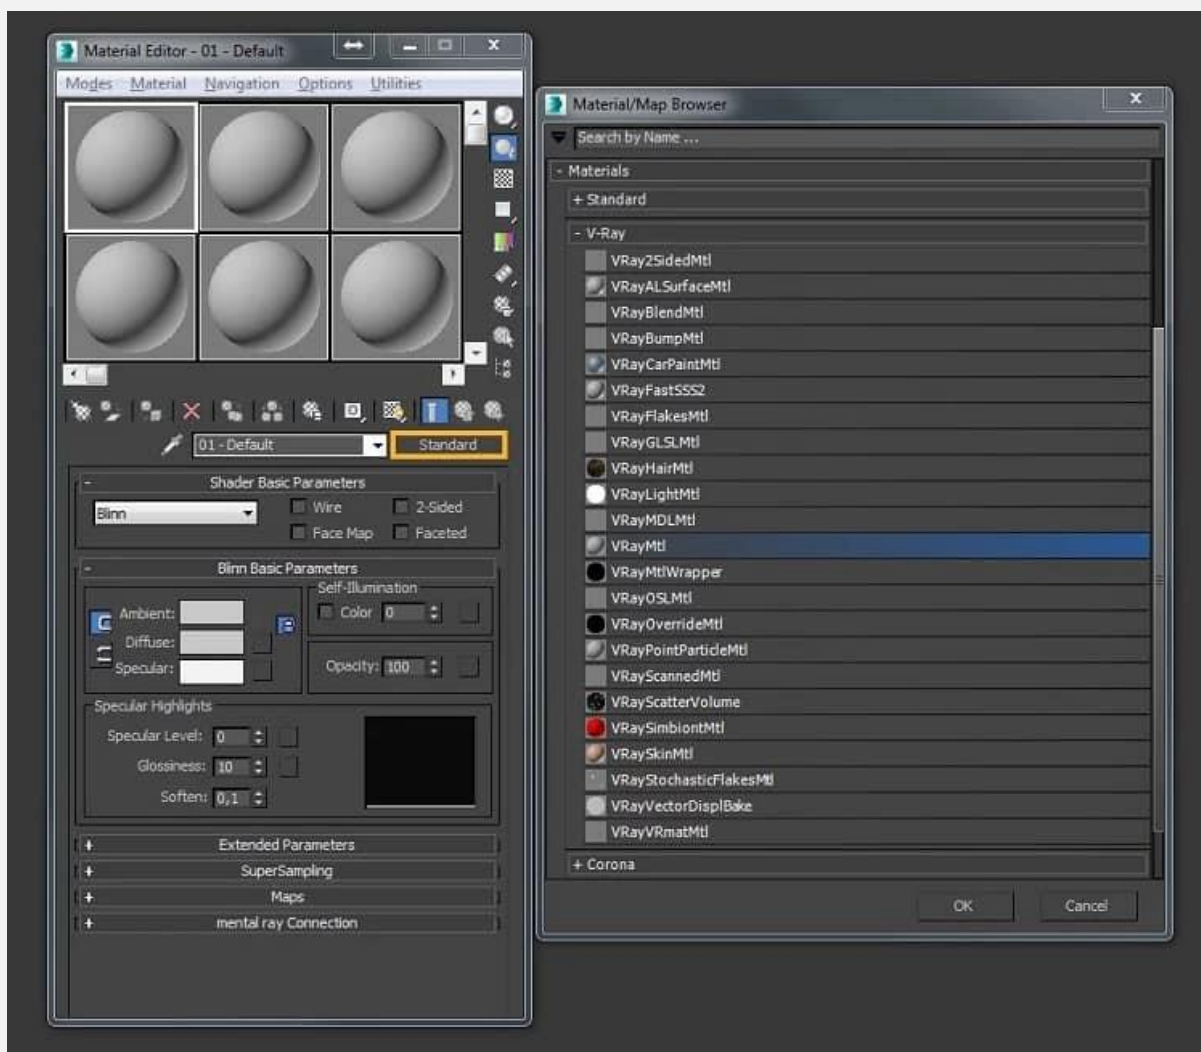 Material Editor - 01 - Default
Modes Material Navigation Options Utilities
01 - Default
Standard
Shader Basic Parameters
Blinn
Wire
2-Sided
Face Map
Faceted
Blinn Basic Parameters
Self-Illumination
Ambient:
Color 0
Diffuse:
Specular:
Opacity: 100
Specular Highlights
Specular Level: 0
Glossiness: 10
Soften: 0,1
+ Extended Parameters
+ SuperSampling
+ Maps
+ mental ray Connection
Material/Map Browser
Search by Name ...
- Materials
+ Standard
- V-Ray
VRay2SidedMtl
VRayALSurfaceMtl
VRayBlendMtl
VRayBumpMtl
VRayCarPaintMtl
VRayFastSSS2
VRayFlakesMtl
VRayGLSLMtl
VRayHairMtl
VRayLightMtl
VRayMDLMtl
VRayMtl
VRayMtlWrapper
VRayOSLMtl
VRayOverrideMtl
VRayPointParticleMtl
VRayScannedMtl
VRayScatterVolume
VRaySimbiontMtl
VRaySkinMtl
VRayStochasticFlakesMtl
VRayVectorDisplBake
VRayVRmatMtl
+ Corona
OK
Cancel